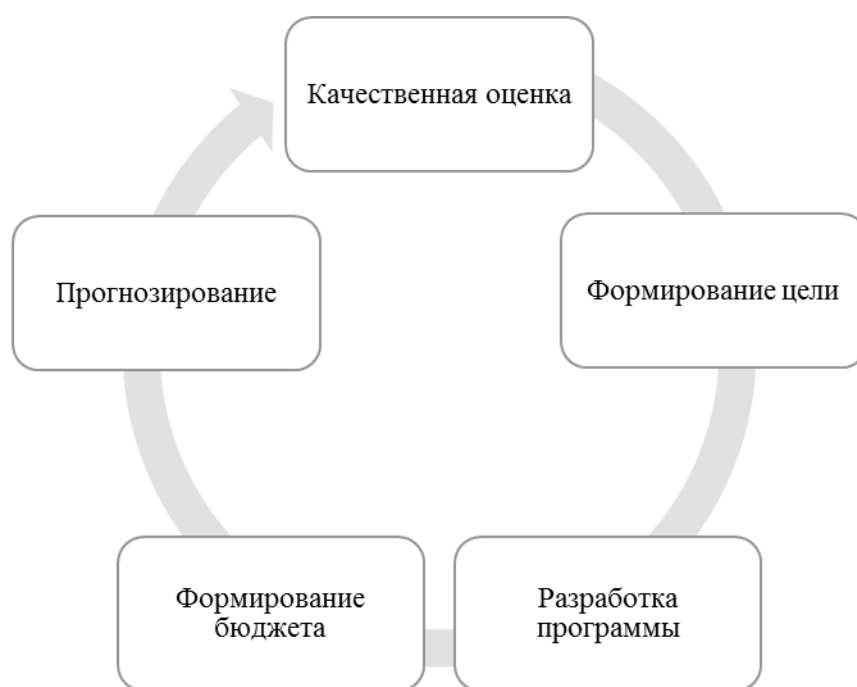 Качественная оценка
Формирование цели
Разработка
программы
Формирование
бюджета
Прогнозирование